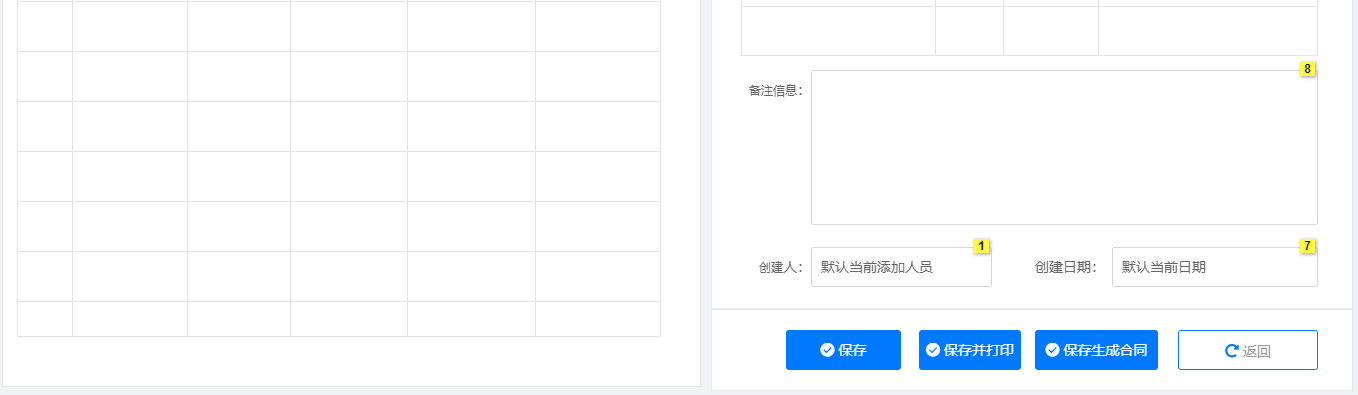 8
备注信息：
1
7
创建人： 默认当前添加人员 创建日期： 默认当前日期
保存 保存并打印 保存生成合同 返回